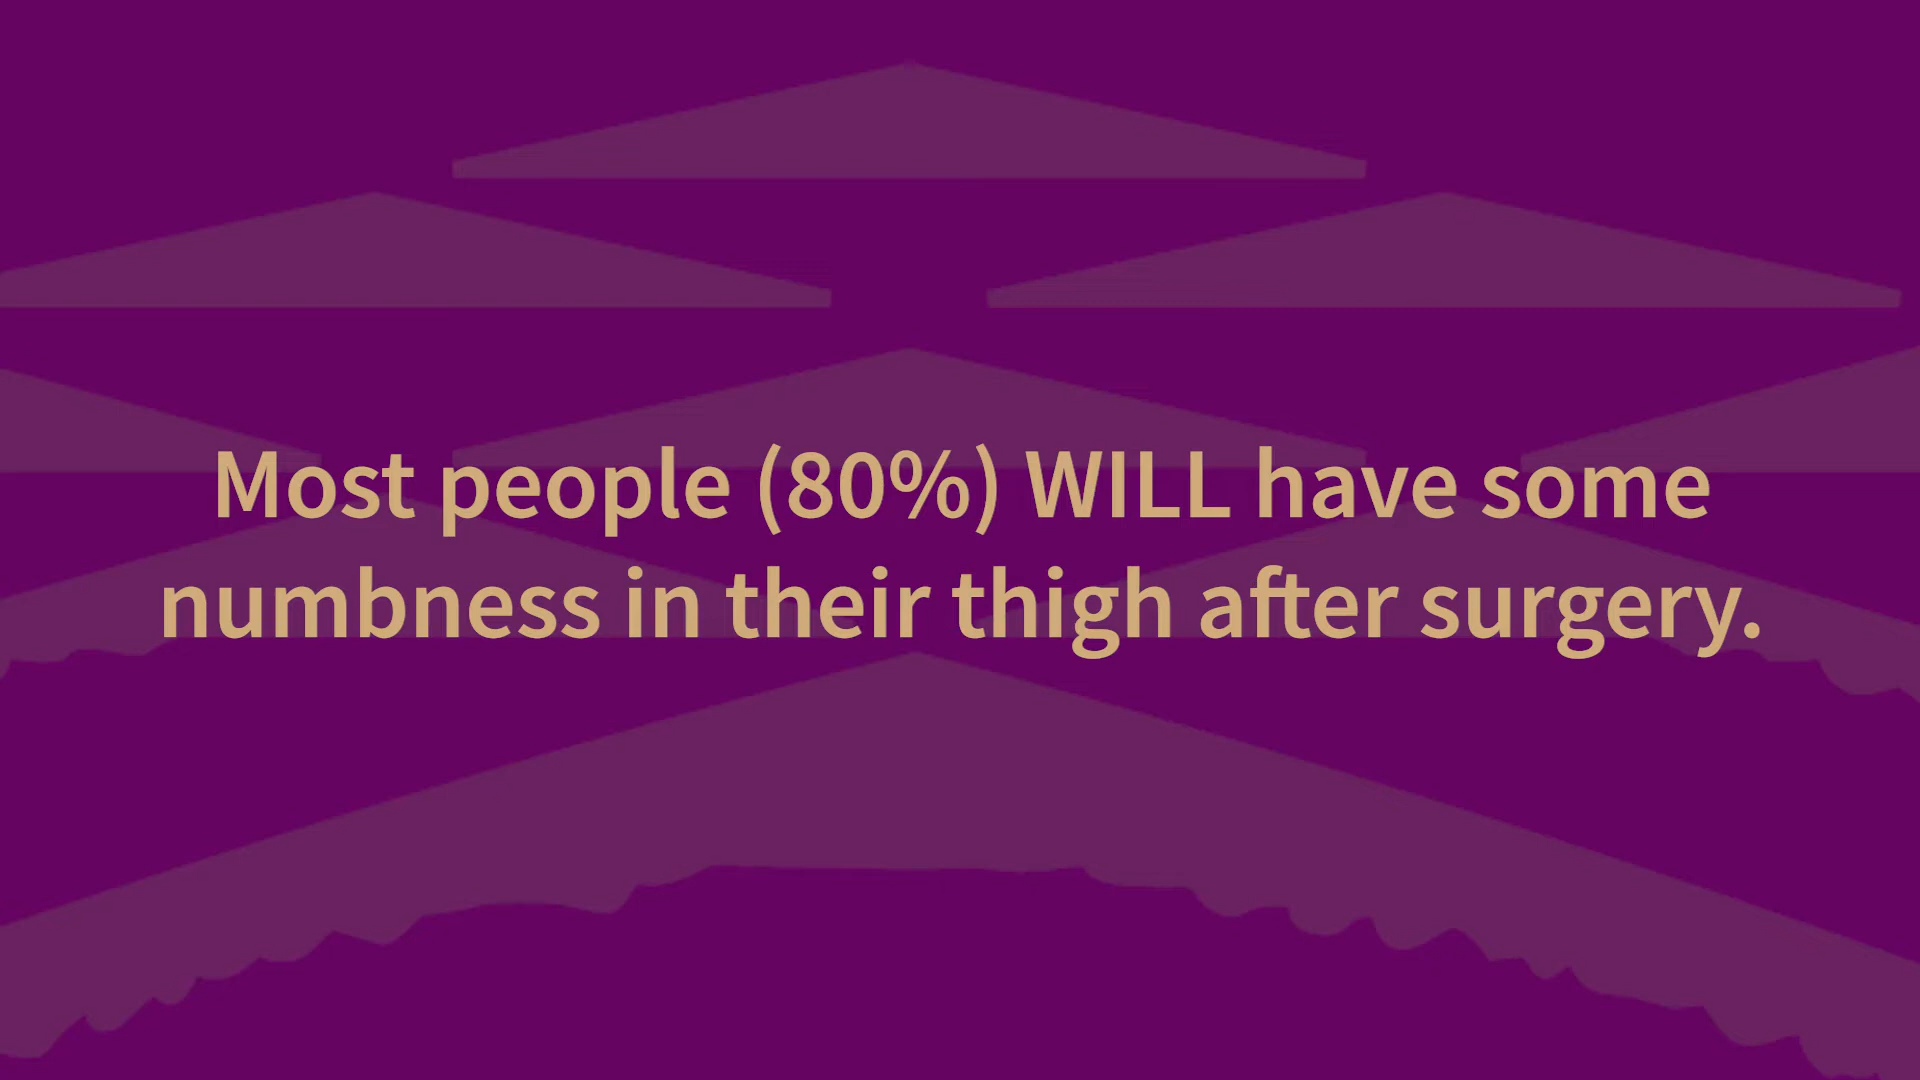 Most people (80%) WILL have some
numbness in their thigh after surgery.